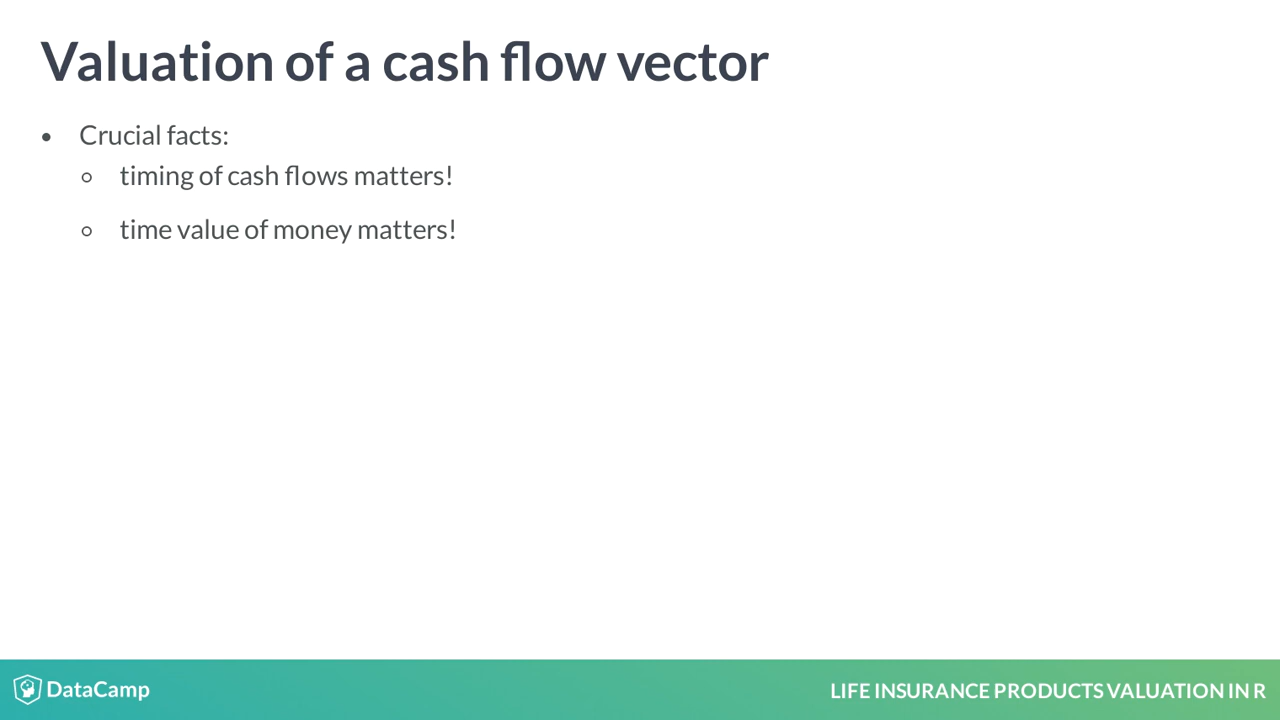 Valuation of a cash flow vector
• Crucial facts:
○ timing of cash flows matters!
○ time value of money matters!
DataCamp
LIFE INSURANCE PRODUCTS VALUATION IN R